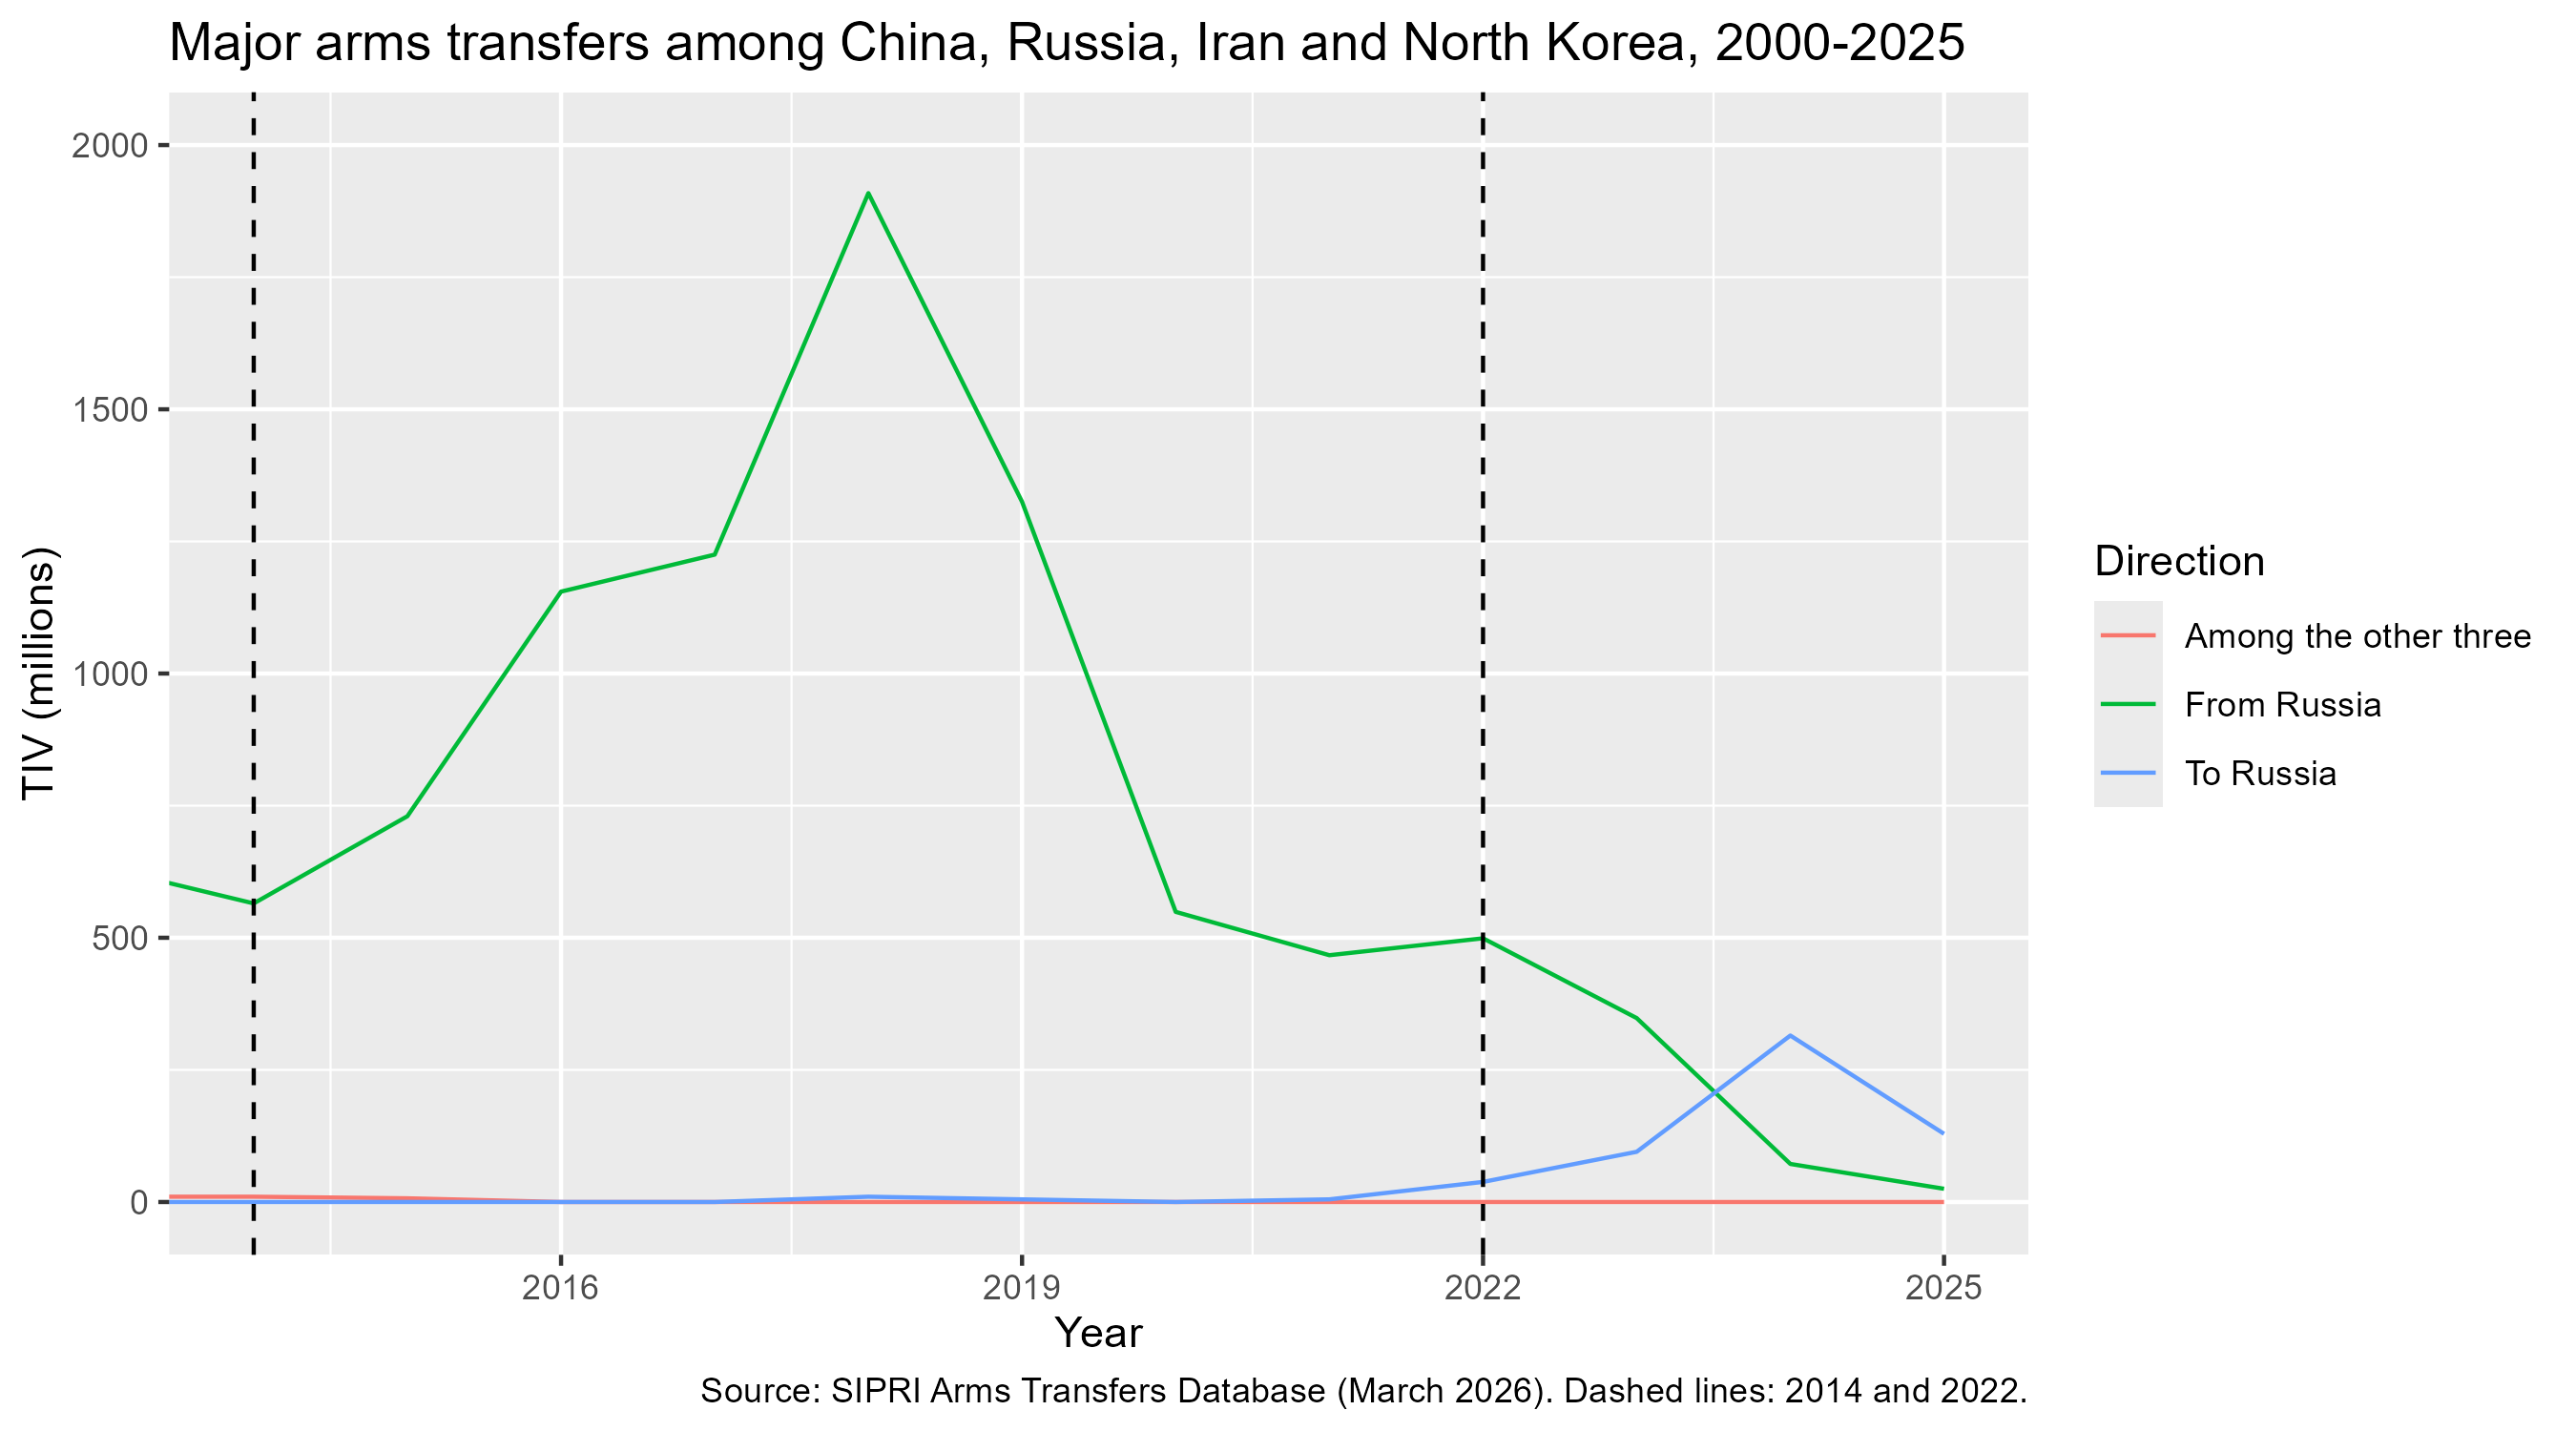 Major arms transfers among China, Russia, Iran and North Korea, 2000-2025
TIV (millions)
2000
1500
1000
500
0
2016
2019
2022
2025
Year
Direction
Among the other three
From Russia
To Russia
Source: SIPRI Arms Transfers Database (March 2026). Dashed lines: 2014 and 2022.